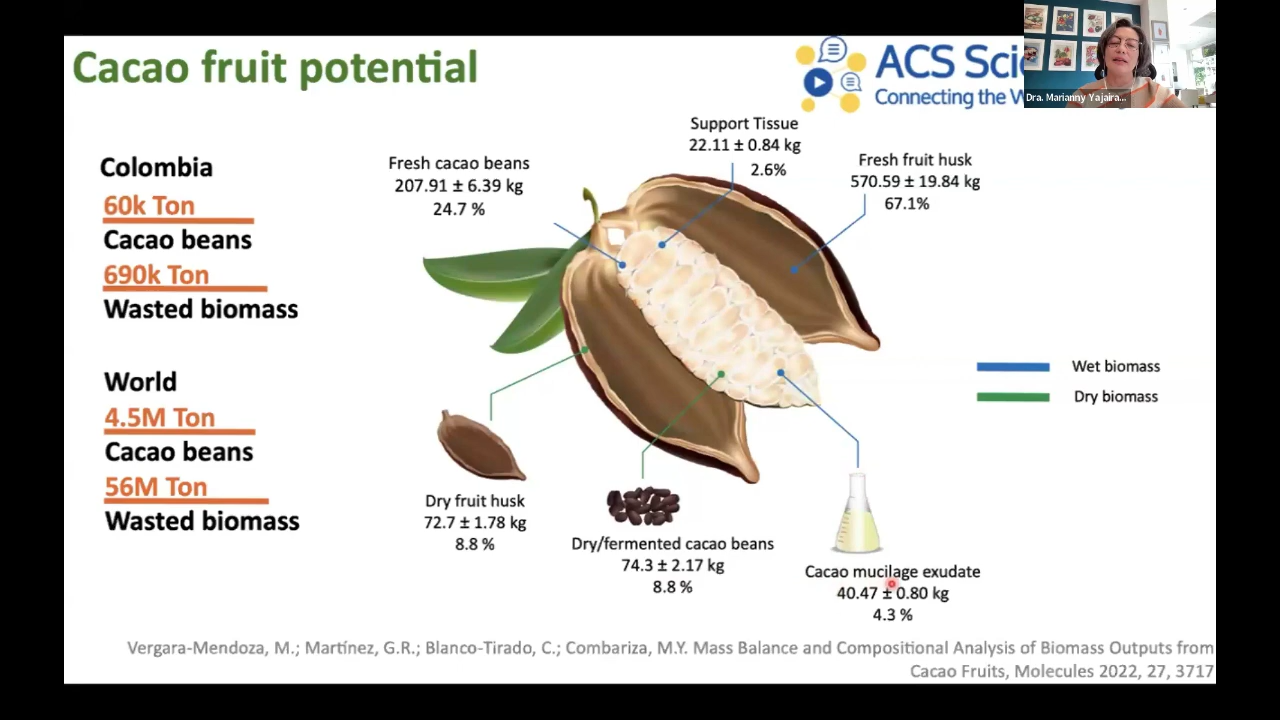 Cacao fruit potential
ACS Sci
Connecting the W
Dra. Marianny Yajaira...
Colombia
60k Ton
Cacao beans
690k Ton
Wasted biomass
World
4.5M Ton
Cacao beans
56M Ton
Wasted biomass
Fresh cacao beans
207.91 ± 6.39 kg
24.7 %
Support Tissue
22.11 ± 0.84 kg
2.6%
Fresh fruit husk
570.59 ± 19.84 kg
67.1%
Wet biomass
Dry biomass
Dry fruit husk
72.7 ± 1.78 kg
8.8 %
Dry/fermented cacao beans
74.3 ± 2.17 kg
8.8 %
Cacao mucilage exudate
40.47 ± 0.80 kg
4.3 %
Vergara-Mendoza, M.; Martínez, G.R.; Blanco-Tirado, C.; Combariza, M.Y. Mass Balance and Compositional Analysis of Biomass Outputs from
Cacao Fruits, Molecules 2022, 27, 3717